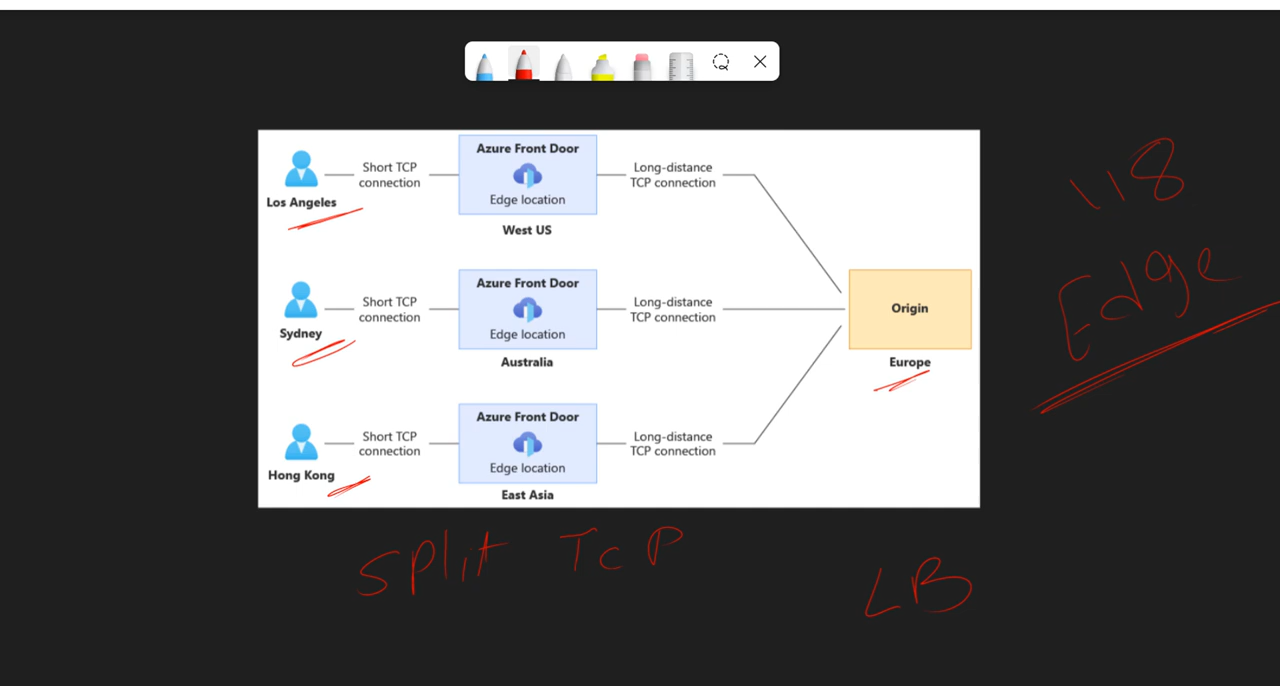 Azure Front Door
Edge location
West US
Los Angeles
Short TCP
connection
Long-distance
TCP connection
Azure Front Door
Edge location
Australia
Sydney
Short TCP
connection
Long-distance
TCP connection
Origin
Europe
Azure Front Door
Edge location
East Asia
Hong Kong
Short TCP
connection
Long-distance
TCP connection
118
Edge
Split TCP
LB